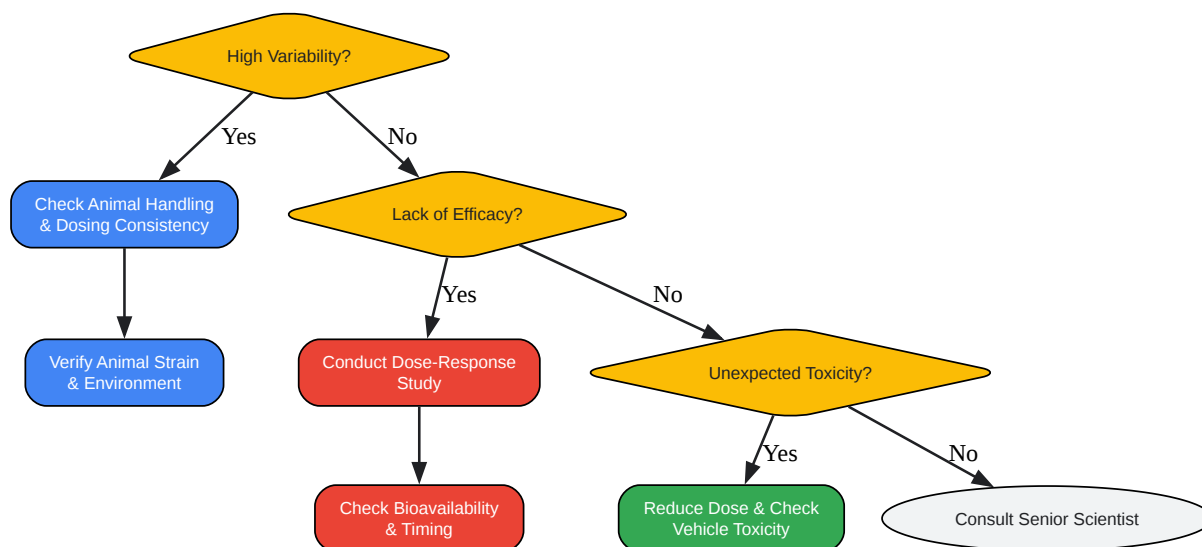 High Variability?
Yes
No
Check Animal Handling
& Dosing Consistency
Lack of Efficacy?
Yes
No
Verify Animal Strain
& Environment
Conduct Dose-Response
Study
Unexpected Toxicity?
Yes
No
Check Bioavailability
& Timing
Reduce Dose & Check
Vehicle Toxicity
Consult Senior Scientist